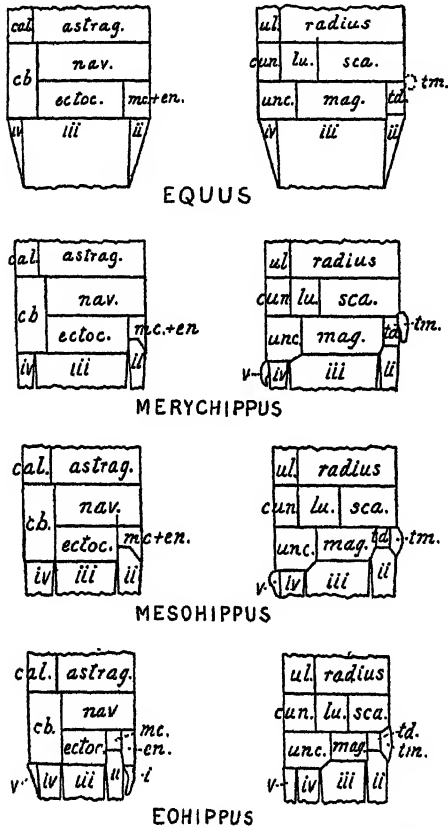 cal. astrag. ul. radius
cb nav. cun. lu. sca.
ectoc. mc+en. unc. mag. td. tm.
iv iii ii iv iii ii
EQUUS
cal. astrag. ul. radius
cb nav. cun. lu. sca.
ectoc. mc.+en unc. mag. td. tm.
iv iii ii v iv iii ii
MERYCHIPPUS
cal. astrag. ul. radius
cb. nav. cun. lu. sca.
ectoc. mc+en. unc. mag. td. tm.
iv iii ii v iv iii ii
MESOHIPPUS
cal. astrag. ul. radius
cb. nav cun. lu. sca.
ectoc. mc. en. unc. mag. td. tm.
v iv iii ii i v iv iii ii
EOHIPPUS